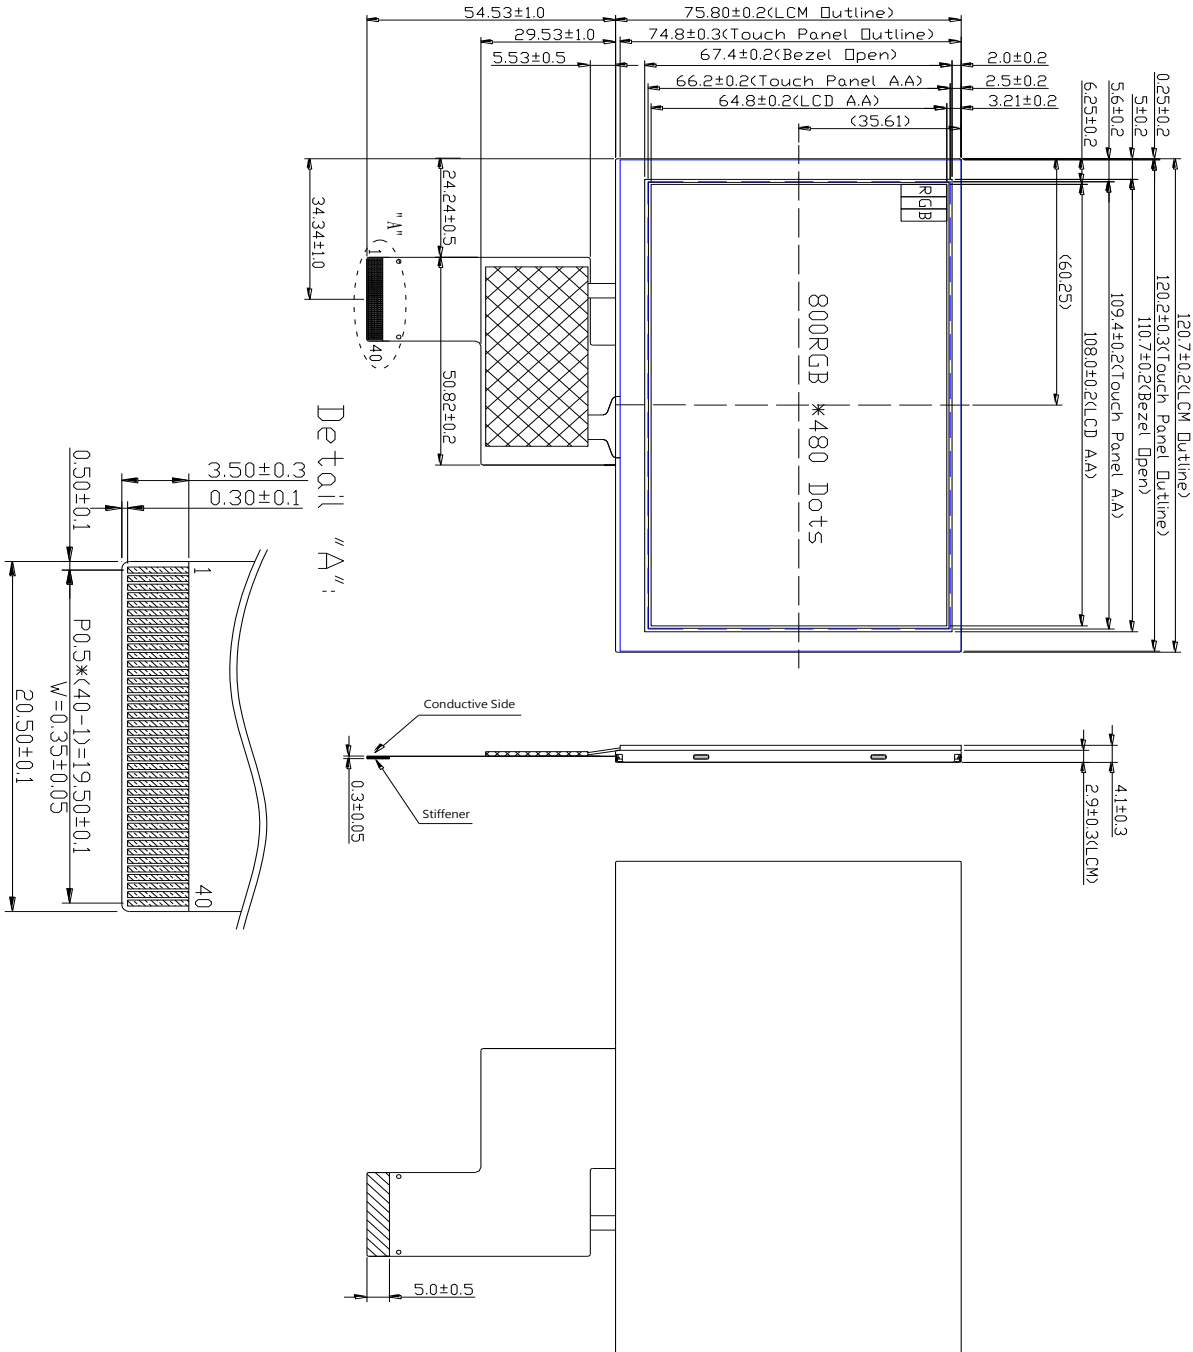 54.53±1.0
75.80±0.2(LCM Outline)
29.53±1.0
74.8±0.3(Touch Panel Outline)
5.53±0.5
67.4±0.2(Bezel Open)
2.0±0.2
66.2±0.2(Touch Panel A.A)
2.5±0.2
64.8±0.2(LCD A.A)
3.21±0.2
(35.61)
6.25±0.2
5.6±0.2
5±0.2
0.25±0.2
120.7±0.2(LCM Outline)
120.2±0.3(Touch Panel Outline)
110.7±0.2(Bezel Open)
109.4±0.2(Touch Panel A.A)
108.0±0.2(LCD A.A)
(60.25)
RGB
800RGB *480 Dots
24.24±0.5
34.34±1.0
"A"
1
40
50.82±0.2
Detail "A":
3.50±0.3
0.30±0.1
0.50±0.1
1
40
P0.5*(40-1)=19.50±0.1
W=0.35±0.05
20.50±0.1
Conductive Side
Stiffener
0.3±0.05
4.1±0.3
2.9±0.3(LCM)
5.0±0.5